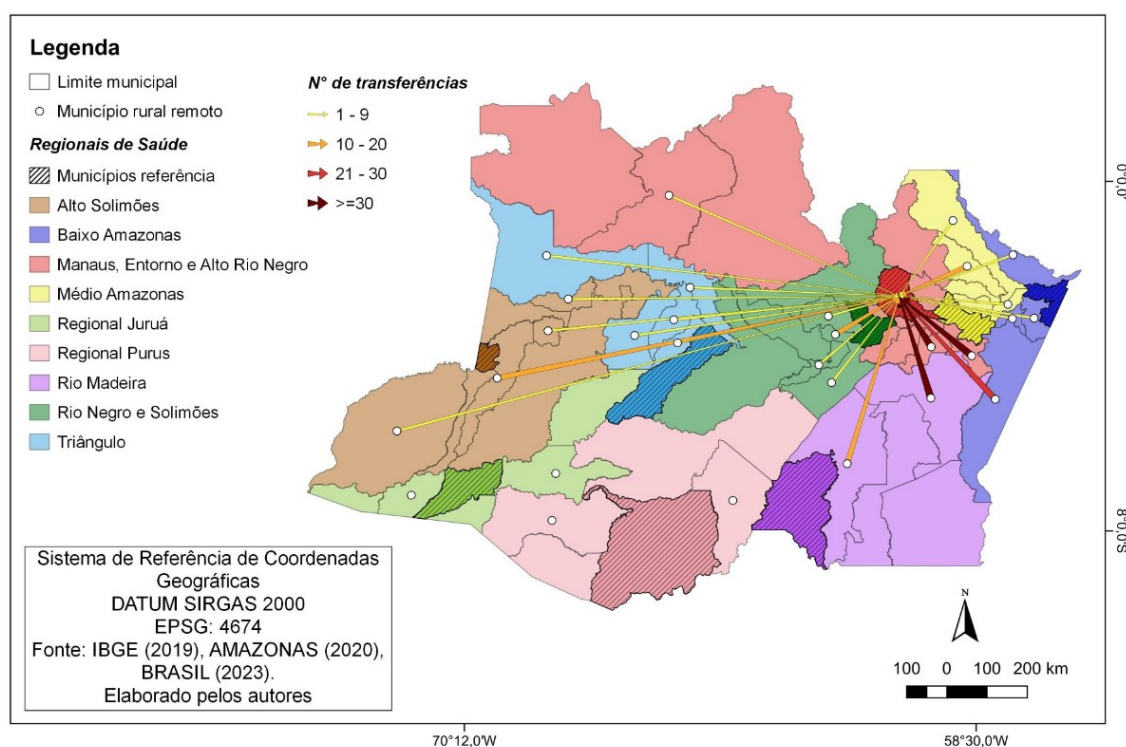 Legenda
Limite municipal
Município rural remoto
Regionais de Saúde
Municípios referência
Alto Solimões
Baixo Amazonas
Manaus, Entorno e Alto Rio Negro
Médio Amazonas
Regional Juruá
Regional Purus
Rio Madeira
Rio Negro e Solimões
Triângulo
N° de transferências
1 - 9
10 - 20
21 - 30
>=30
0°0,0'
8°0,0'S
Sistema de Referência de Coordenadas
Geográficas
DATUM SIRGAS 2000
EPSG: 4674
Fonte: IBGE (2019), AMAZONAS (2020),
BRASIL (2023).
Elaborado pelos autores
N
100 0 100 200 km
70°12,0'W
58°30,0'W